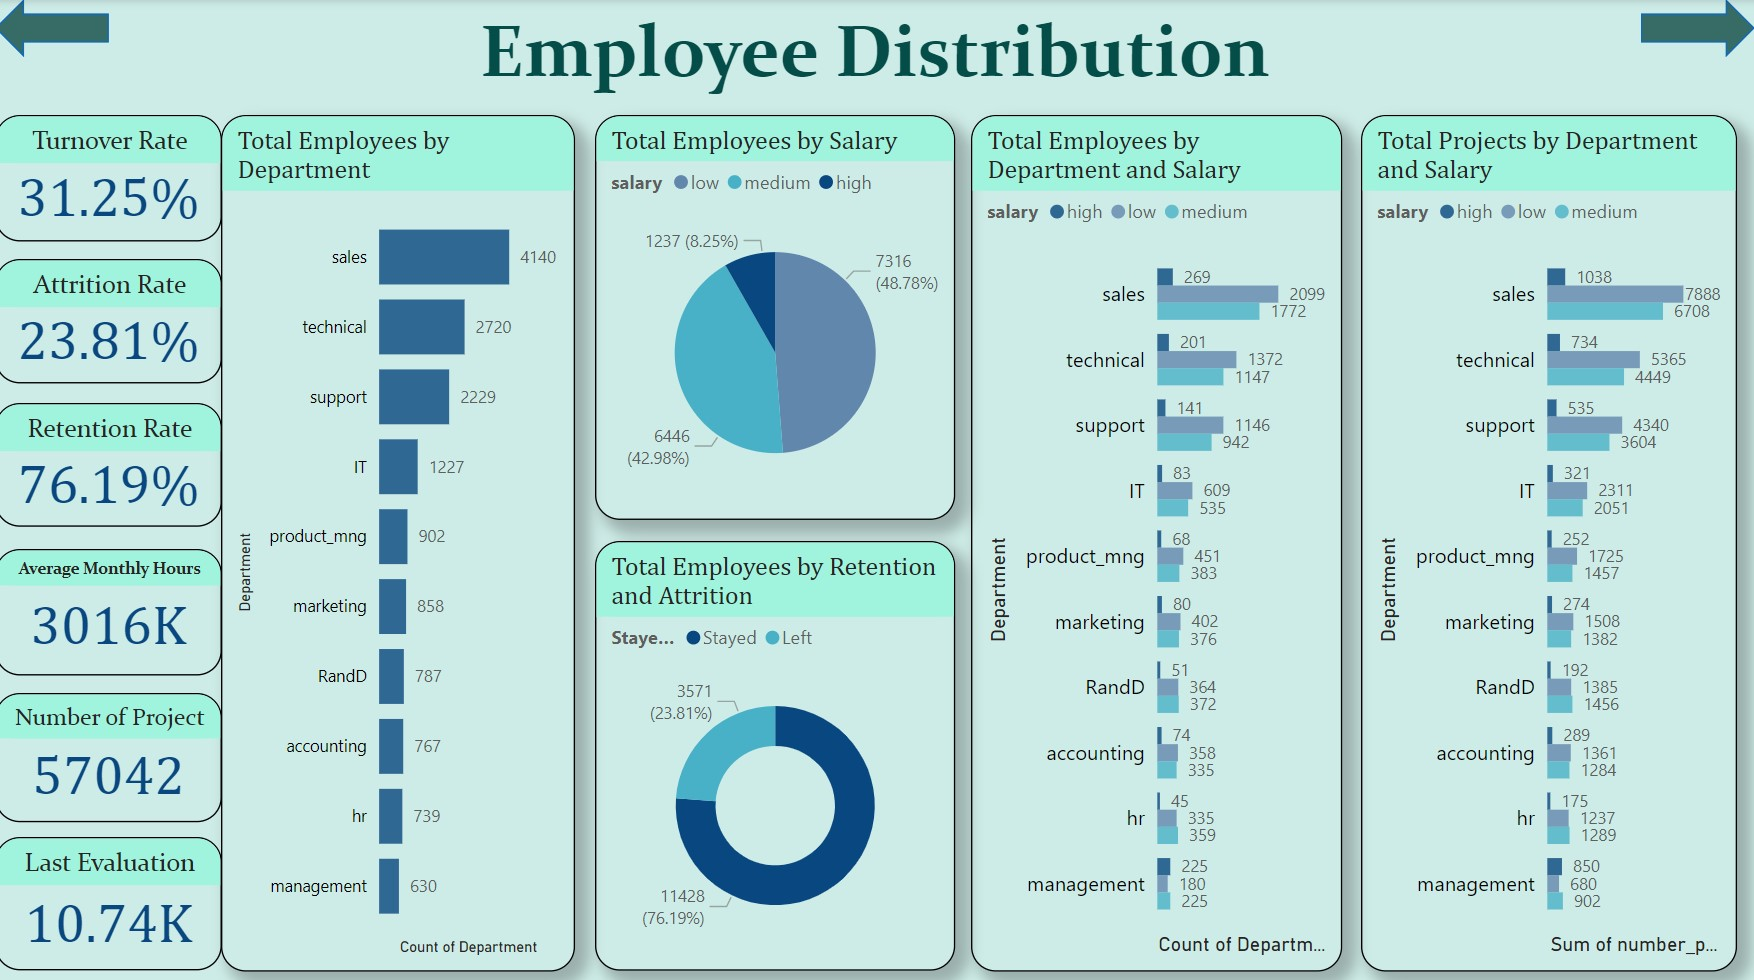 Employee Distribution
Turnover Rate
31.25%
Attrition Rate
23.81%
Retention Rate
76.19%
Average Monthly Hours
3016K
Number of Project
57042
Last Evaluation
10.74K
Total Employees by
Department
Department
sales
4140
technical
2720
support
2229
IT
1227
product_mng
902
marketing
858
RandD
787
accounting
767
hr
739
management
630
Count of Department
Total Employees by Salary
salary low medium high
1237 (8.25%)
7316
(48.78%)
6446
(42.98%)
Total Employees by Retention
and Attrition
Staye... Stayed Left
3571
(23.81%)
11428
(76.19%)
Total Employees by
Department and Salary
salary high low medium
Department
sales
269
2099
1772
technical
201
1372
1147
support
141
1146
942
IT
83
609
535
product_mng
68
451
383
marketing
80
402
376
RandD
51
364
372
accounting
74
358
335
hr
45
335
359
management
225
180
225
Count of Departm...
Total Projects by Department
and Salary
salary high low medium
Department
sales
1038
7888
6708
technical
734
5365
4449
support
535
4340
3604
IT
321
2311
2051
product_mng
252
1725
1457
marketing
274
1508
1382
RandD
192
1385
1456
accounting
289
1361
1284
hr
175
1237
1289
management
850
680
902
Sum of number_p...